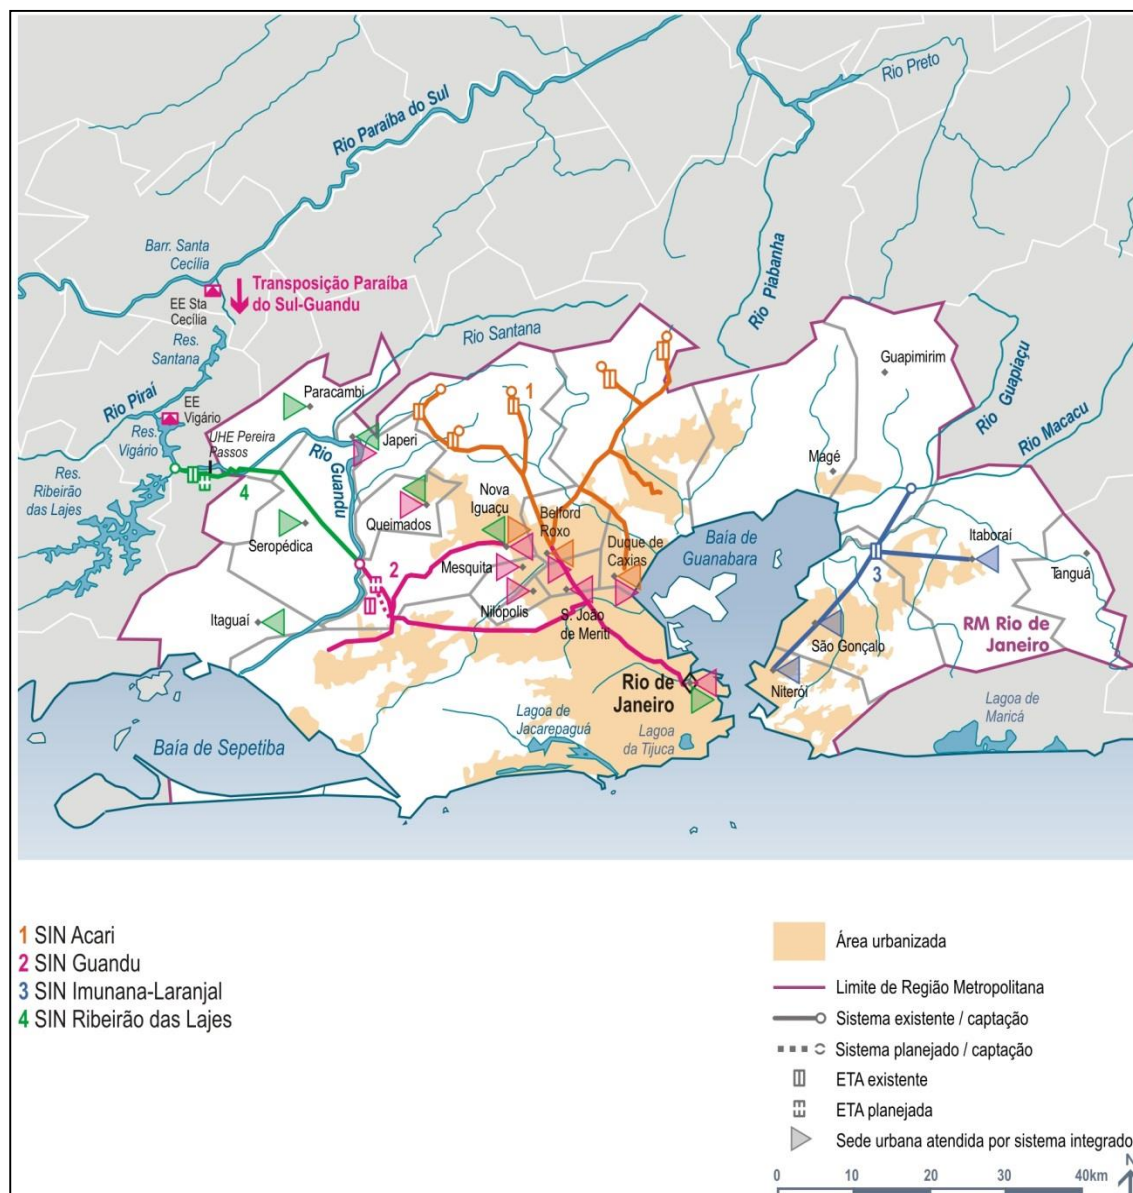 Rio Preto
Rio Paraíba do Sul
Barr. Santa
Cecília
Transposição Paraíba
do Sul-Guandu
EE Sta
Cecília
Rio Piabanha
Res.
Santana
Rio Santana
Guapimirim
Rio Guapiaçu
Rio Piraí
Paracambi
1
EE
Vigário
Rio Macacu
Res.
Vigário
UHE Pereira
Passos
Japeri
Rio Guandu
Magé
Res.
Ribeirão
das Lajes
4
Nova
Iguaçu
Queimados
Belford
Roxo
Seropédica
Duque de
Caxias
Baía de
Guanabara
Itaboraí
Mesquita
2
3
Tanguá
Nilópolis
S. João
de Meriti
Itaguaí
São Gonçalo
RM Rio de
Janeiro
Rio de
Janeiro
Niterói
Lagoa de
Jacarepaguá
Lagoa
da Tijuca
Lagoa de
Maricá
Baía de Sepetiba
1 SIN Acari
2 SIN Guandu
3 SIN Imunana-Laranjal
4 SIN Ribeirão das Lajes
Área urbanizada
Limite de Região Metropolitana
Sistema existente / captação
Sistema planejado / captação
ETA existente
ETA planejada
Sede urbana atendida por sistema integrado
N
0 10 20 30 40km